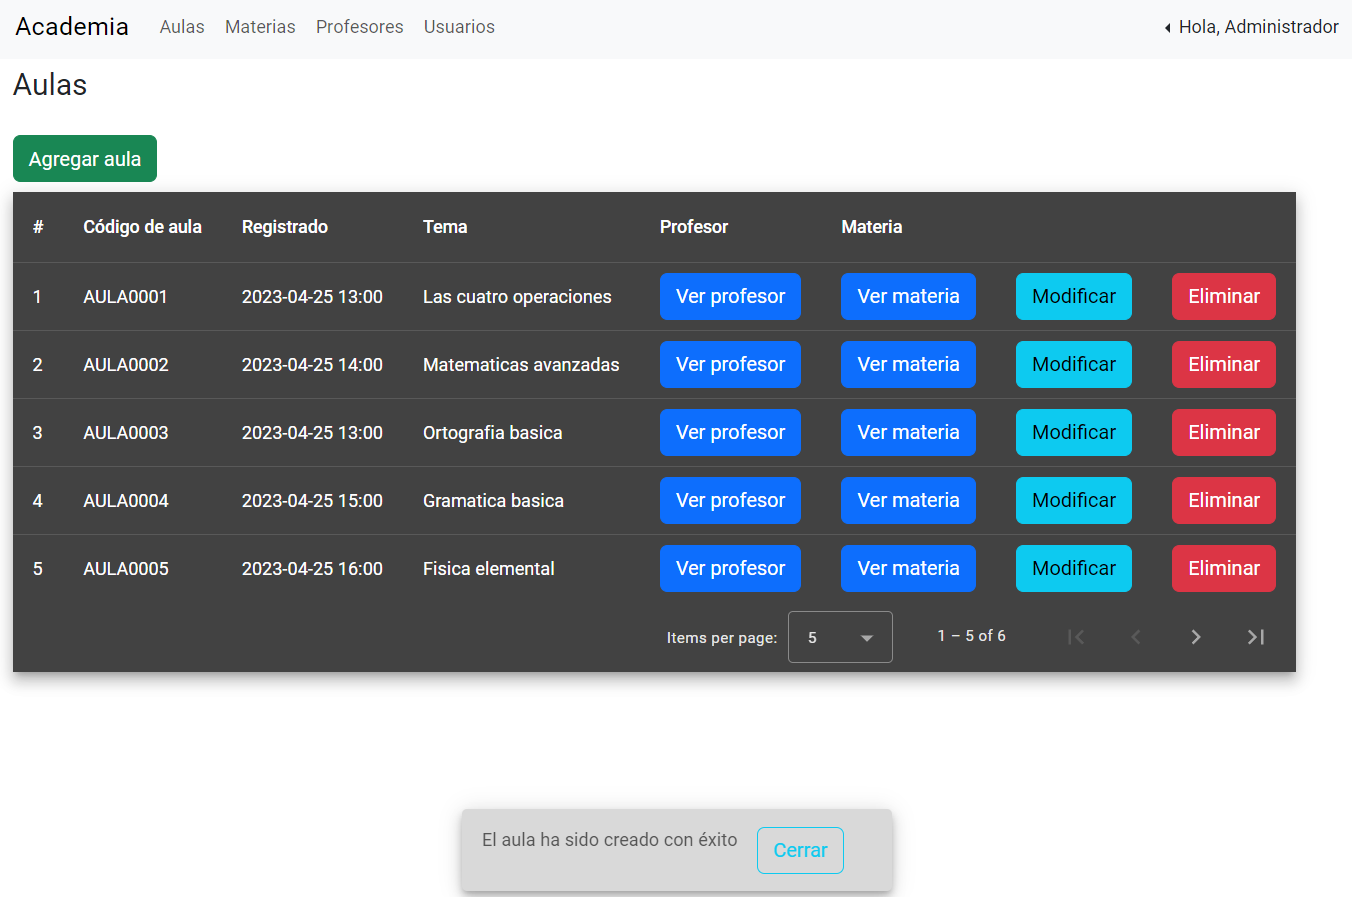 Academia Aulas Materias Profesores Usuarios Hola, Administrador
Aulas
Agregar aula
# Código de aula Registrado Tema Profesor Materia
1 AULA0001 2023-04-25 13:00 Las cuatro operaciones Ver profesor Ver materia Modificar Eliminar
2 AULA0002 2023-04-25 14:00 Matematicas avanzadas Ver profesor Ver materia Modificar Eliminar
3 AULA0003 2023-04-25 13:00 Ortografia basica Ver profesor Ver materia Modificar Eliminar
4 AULA0004 2023-04-25 15:00 Gramatica basica Ver profesor Ver materia Modificar Eliminar
5 AULA0005 2023-04-25 16:00 Fisica elemental Ver profesor Ver materia Modificar Eliminar
Items per page: 5 1 – 5 of 6
El aula ha sido creado con éxito Cerrar